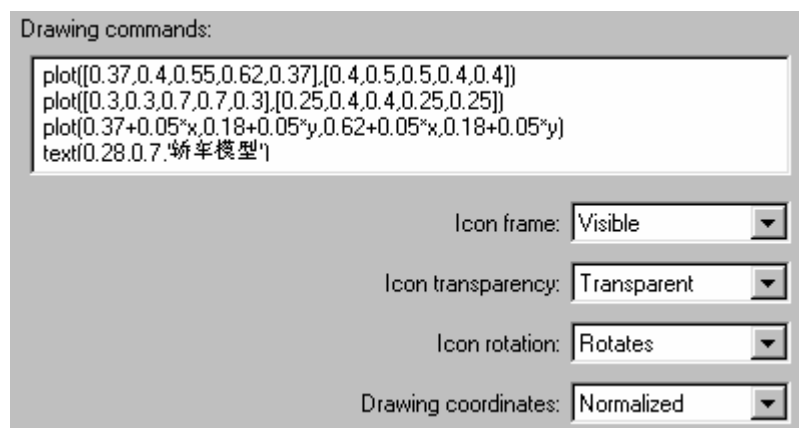 Drawing commands:
plot([0.37,0.4,0.55,0.62,0.37],[0.4,0.5,0.5,0.4,0.4])
plot([0.3,0.3,0.7,0.7,0.3],[0.25,0.4,0.4,0.25,0.25])
plot(0.37+0.05*x,0.18+0.05*y,0.62+0.05*x,0.18+0.05*y)
text(0.28,0.7,'轿车模型')
Icon frame: Visible
Icon transparency: Transparent
Icon rotation: Rotates
Drawing coordinates: Normalized